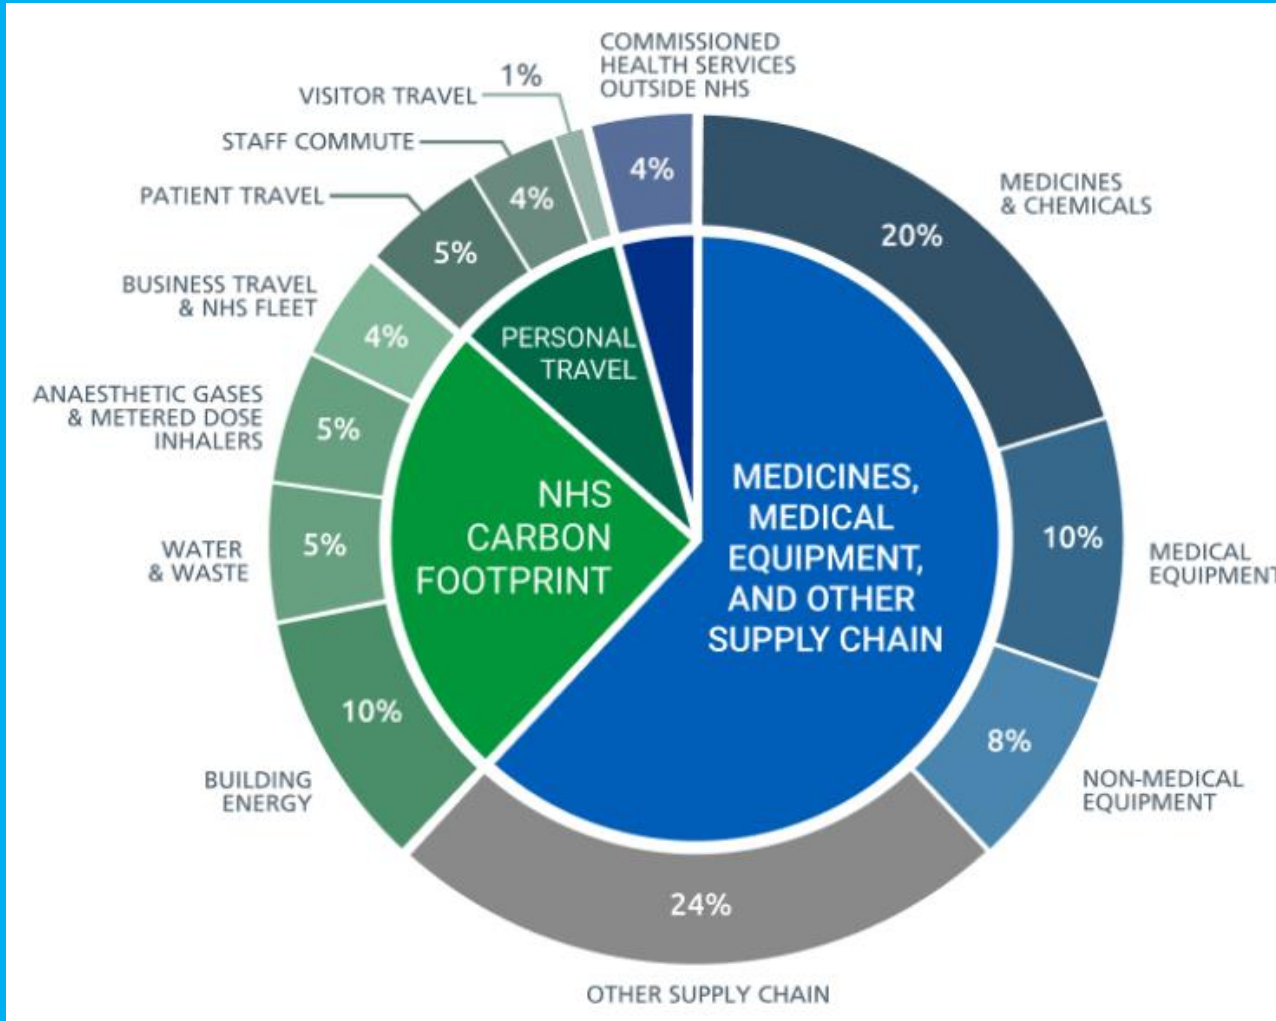 COMMISSIONED
HEALTH SERVICES
OUTSIDE NHS
1%
VISITOR TRAVEL
STAFF COMMUTE
PATIENT TRAVEL
BUSINESS TRAVEL
& NHS FLEET
ANAESTHETIC GASES
& METERED DOSE
INHALERS
WATER
& WASTE
BUILDING
ENERGY
4%
20%
MEDICINES
& CHEMICALS
4%
5%
4%
5%
5%
10%
PERSONAL
TRAVEL
NHS
CARBON
FOOTPRINT
MEDICINES,
MEDICAL
EQUIPMENT,
AND OTHER
SUPPLY CHAIN
10%
MEDICAL
EQUIPMENT
8%
NON-MEDICAL
EQUIPMENT
24%
OTHER SUPPLY CHAIN